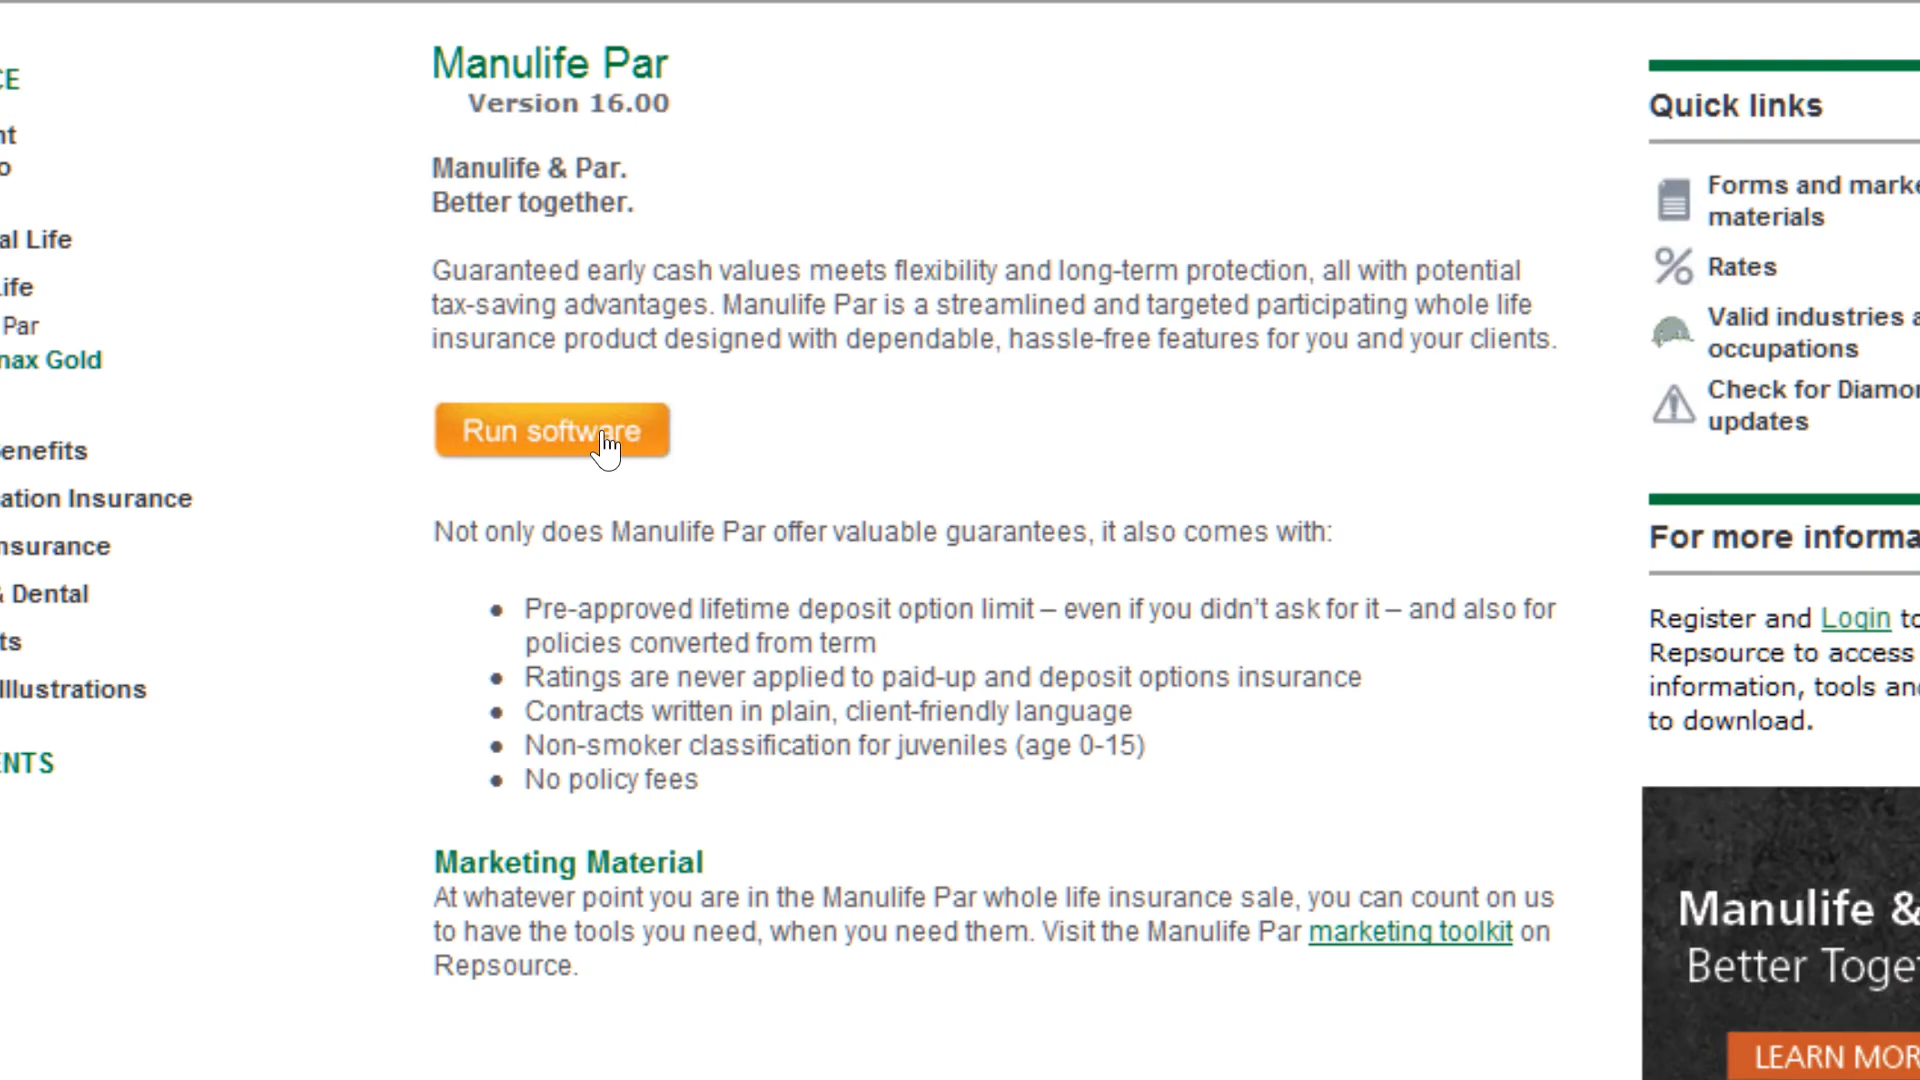 CE
nt
o
al Life
ife
Par
max Gold
enefits
ation Insurance
nsurance
& Dental
ts
Illustrations
ENTS
Manulife Par
Version 16.00
Manulife & Par.
Better together.
Guaranteed early cash values meets flexibility and long-term protection, all with potential
tax-saving advantages. Manulife Par is a streamlined and targeted participating whole life
insurance product designed with dependable, hassle-free features for you and your clients.
Run software
Not only does Manulife Par offer valuable guarantees, it also comes with:
Pre-approved lifetime deposit option limit – even if you didn't ask for it – and also for
policies converted from term
Ratings are never applied to paid-up and deposit options insurance
Contracts written in plain, client-friendly language
Non-smoker classification for juveniles (age 0-15)
No policy fees
Marketing Material
At whatever point you are in the Manulife Par whole life insurance sale, you can count on us
to have the tools you need, when you need them. Visit the Manulife Par marketing toolkit on
Repsource.
Quick links
Forms and marke
materials
Rates
Valid industries a
occupations
Check for Diamon
updates
For more informa
Register and Login to
Repsource to access
information, tools and
to download.
Manulife &
Better Toget
LEARN MOR